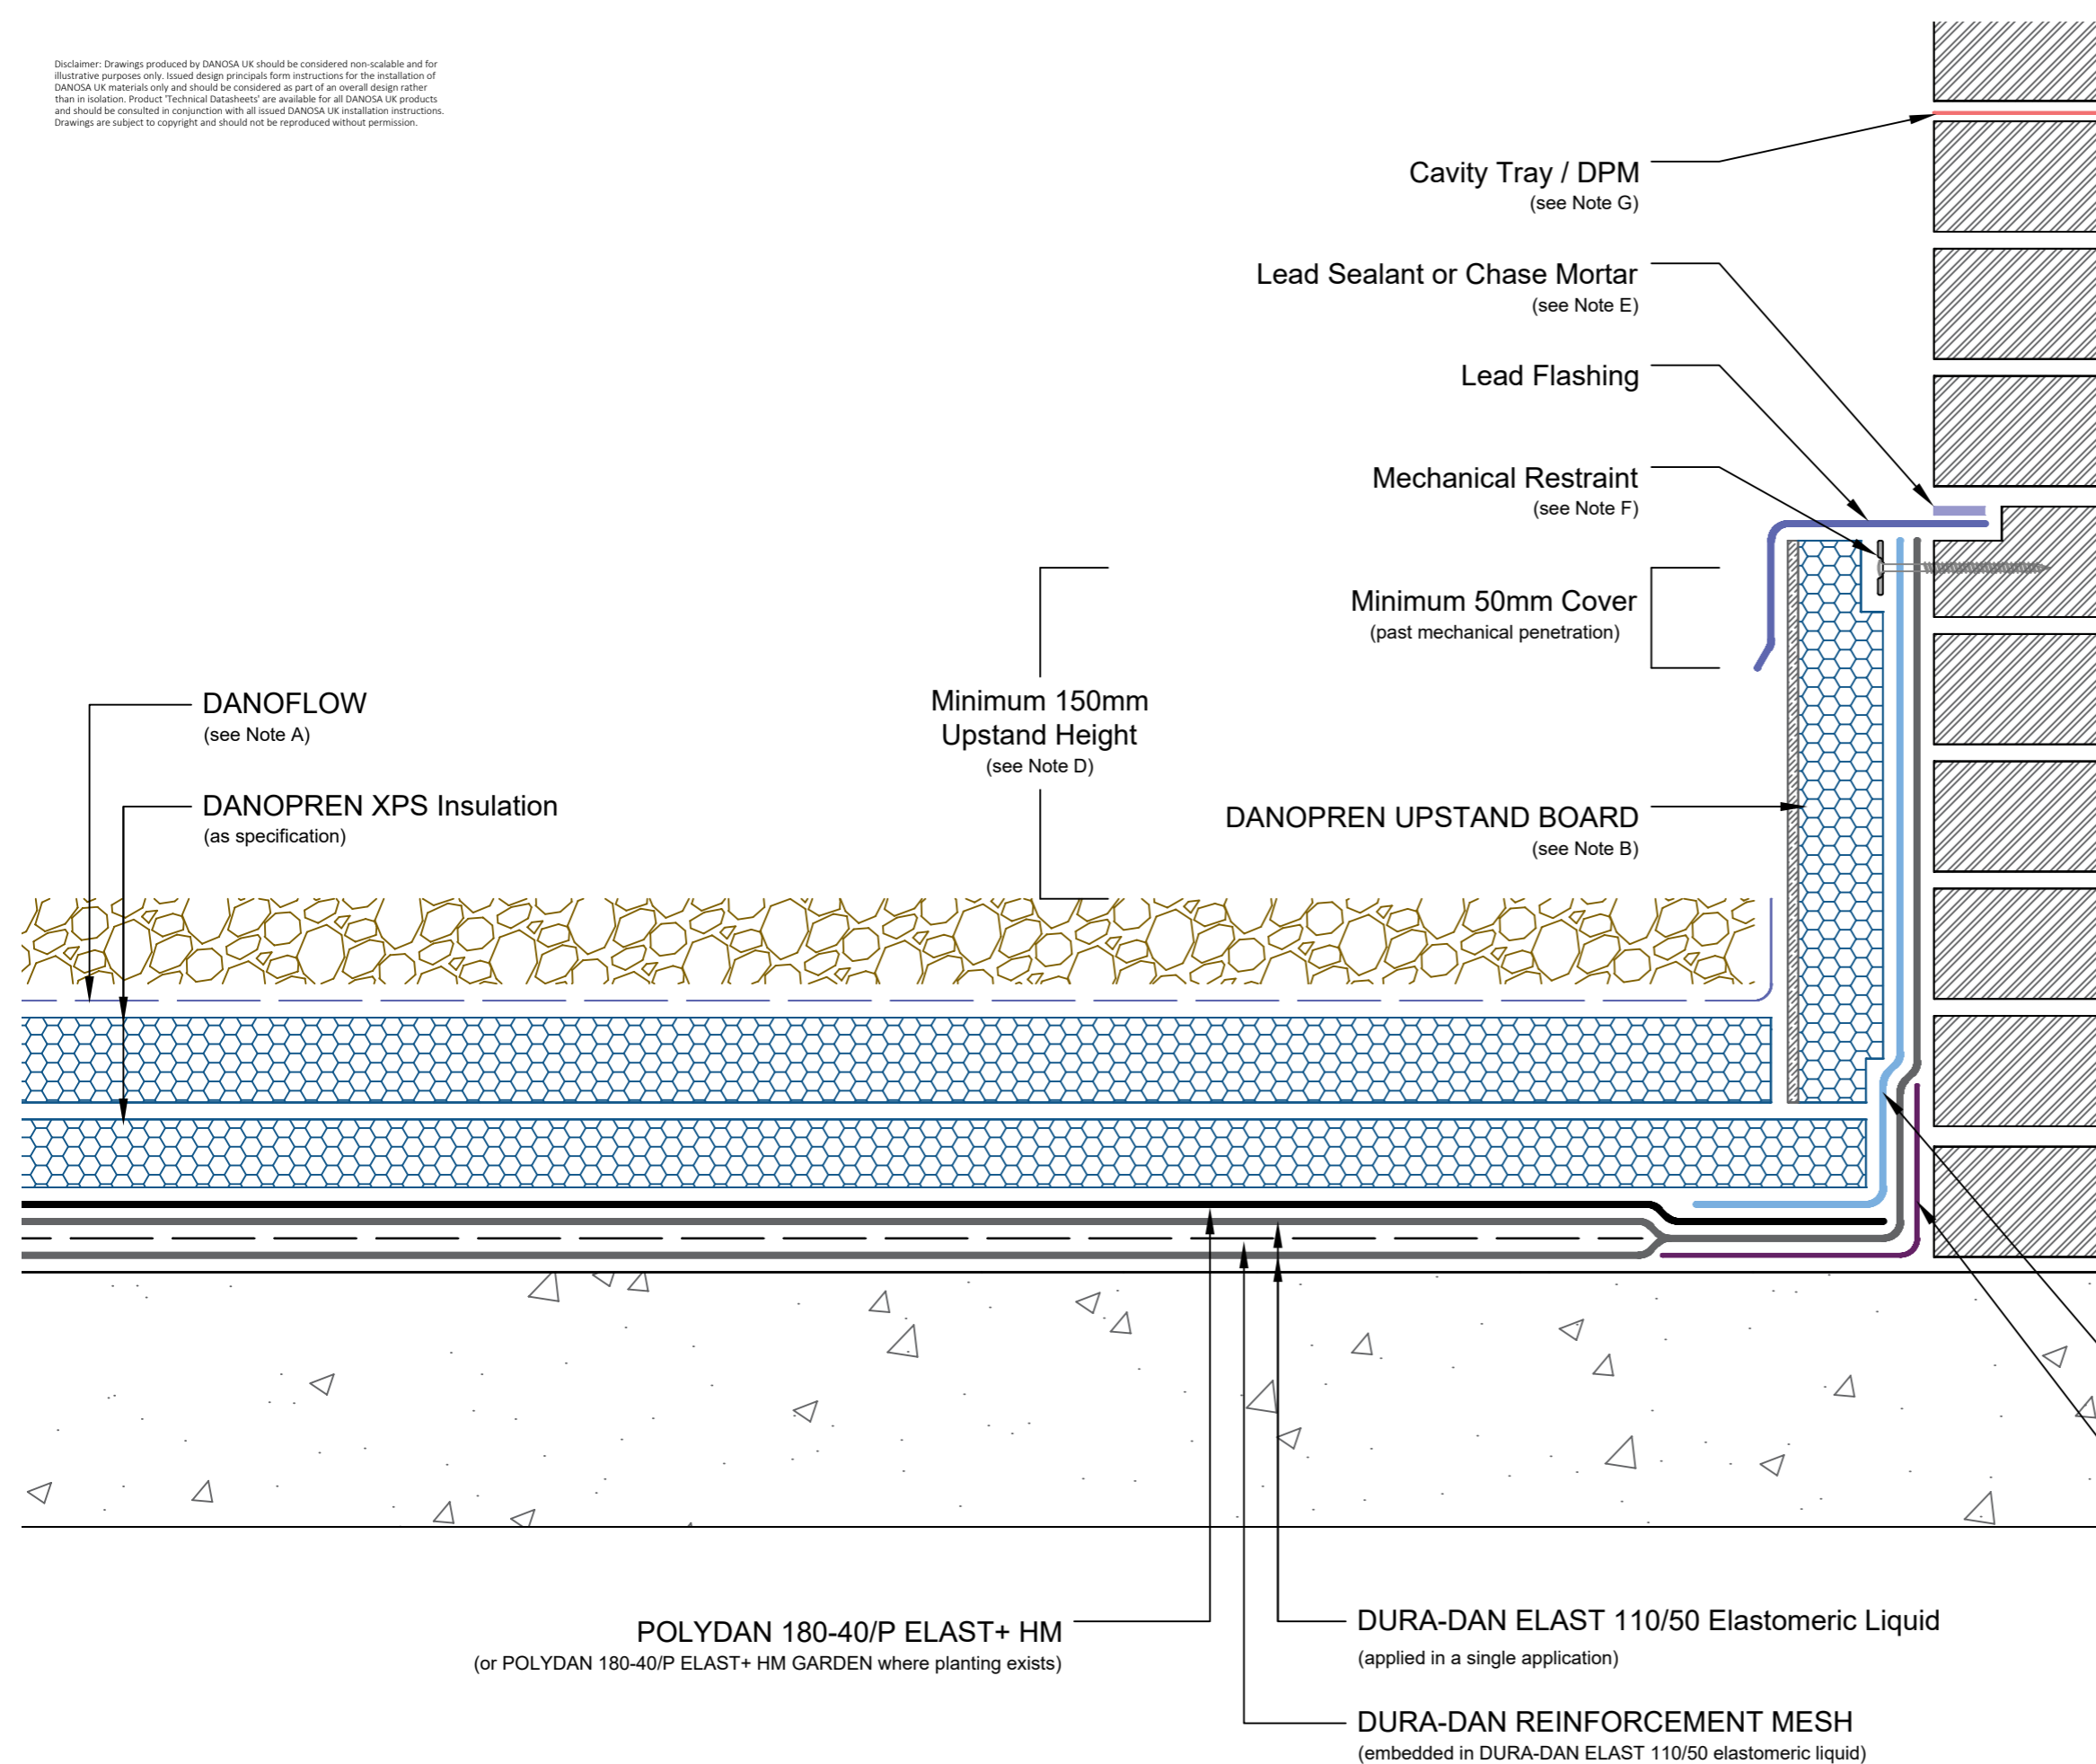 Disclaimer: Drawings produced by DANOSA UK should be considered non-scalable and for
illustrative purposes only. Issued design principals form instructions for the installation of
DANOSA UK materials only and should be considered as part of an overall design rather
than in isolation. Product 'Technical Datasheets' are available for all DANOSA UK products
and should be consulted in conjunction with all issued DANOSA UK installation instructions.
Drawings are subject to copyright and should not be reproduced without permission.
Cavity Tray / DPM
(see Note G)
Lead Sealant or Chase Mortar
(see Note E)
Lead Flashing
Mechanical Restraint
(see Note F)
Minimum 50mm Cover
(past mechanical penetration)
DANOFLOW
(see Note A)
Minimum 150mm
Upstand Height
(see Note D)
DANOPREN XPS Insulation
(as specification)
DANOPREN UPSTAND BOARD
(see Note B)
POLYDAN 180-40/P ELAST+ HM
(or POLYDAN 180-40/P ELAST+ HM GARDEN where planting exists)
DURA-DAN ELAST 110/50 Elastomeric Liquid
(applied in a single application)
DURA-DAN REINFORCEMENT MESH
(embedded in DURA-DAN ELAST 110/50 elastomeric liquid)